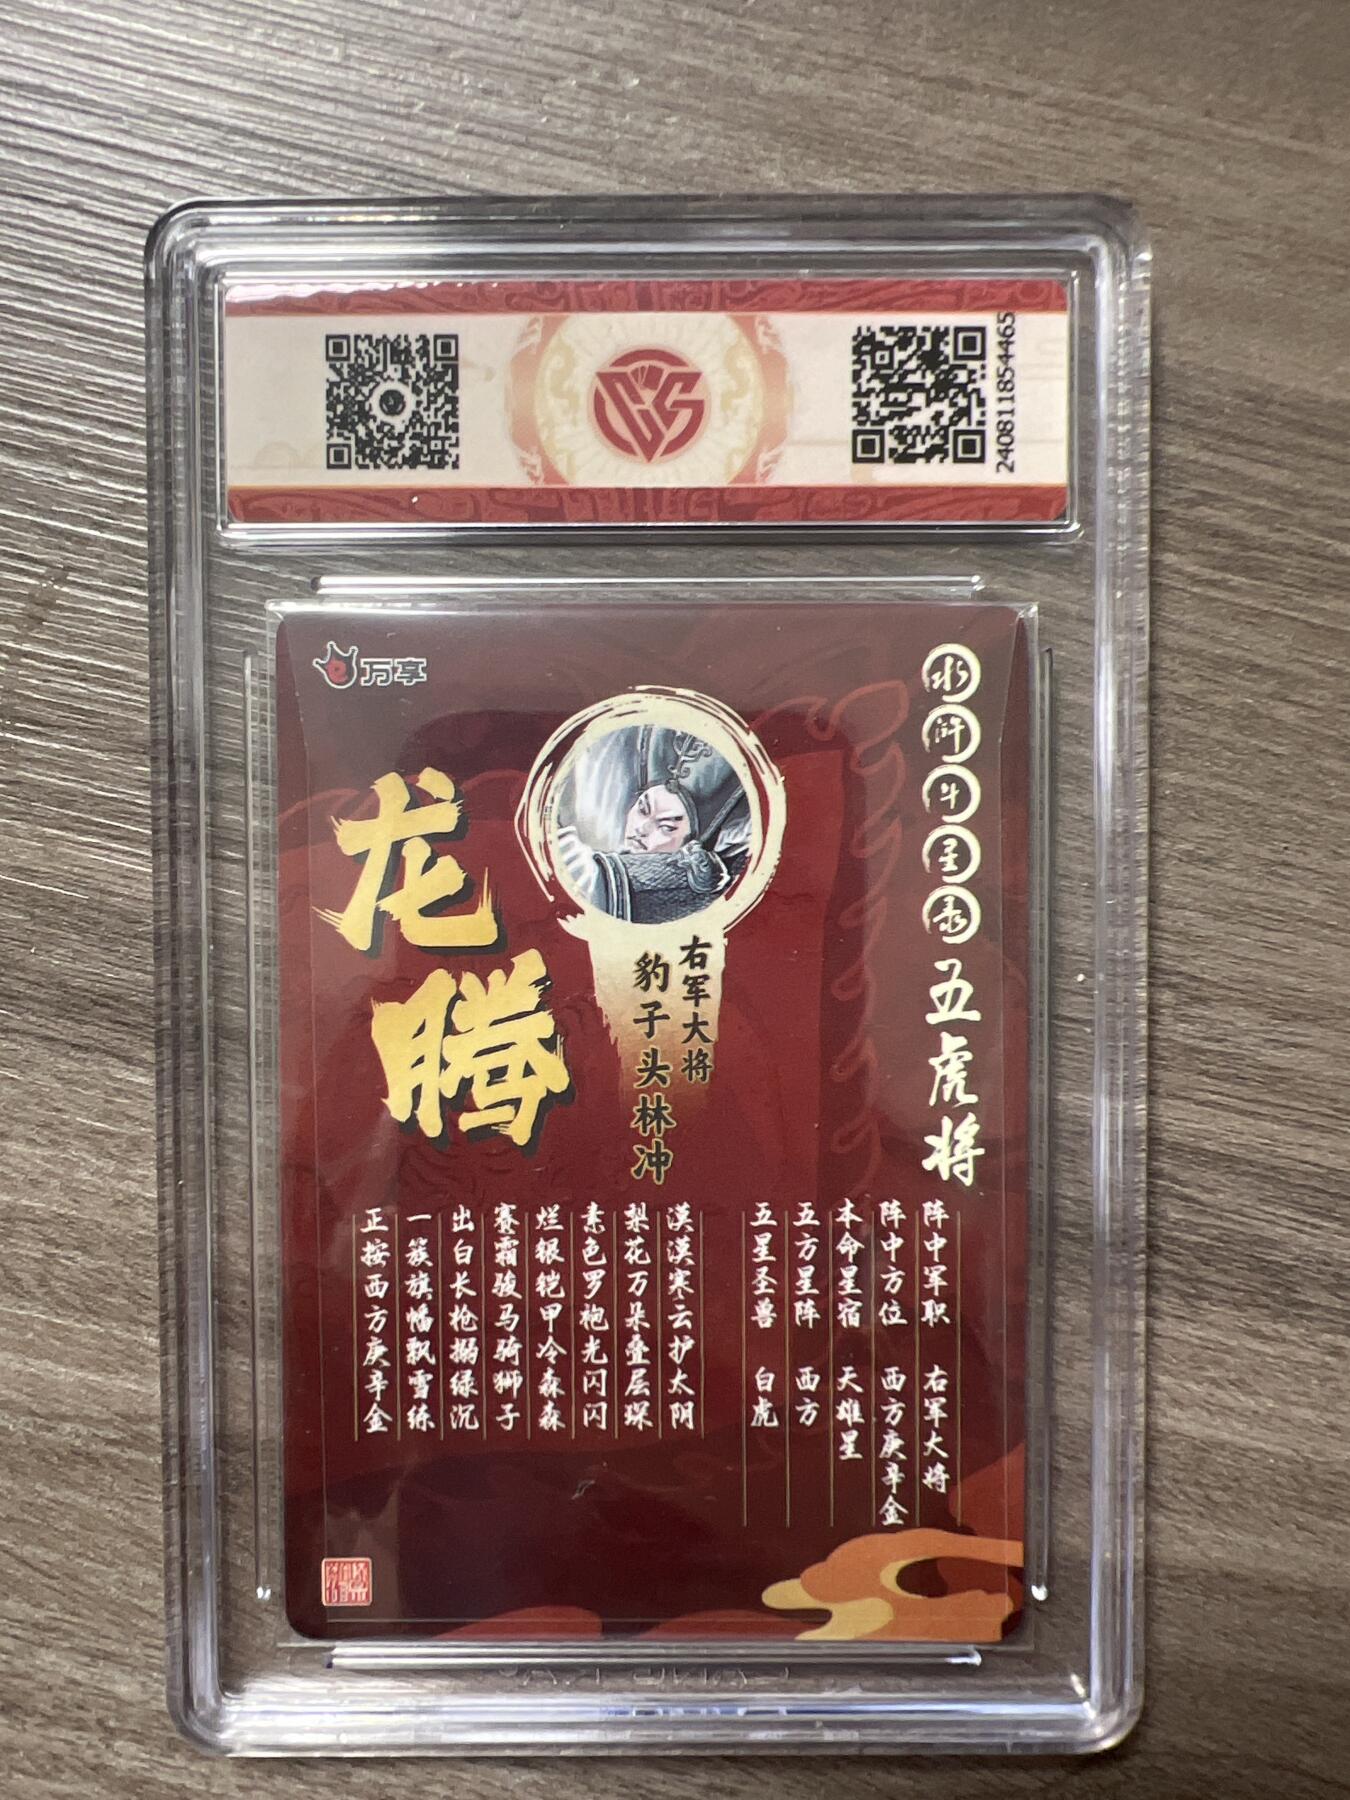 2408118544465
万享
水浒斗星录 五虎将
龙腾
右军大将
豹子头林冲
阵中军职 右军大将
阵中方位 西方庚辛金
本命星宿 天雄星
五方星阵 西方
五星圣兽 白虎
漠漠寒云护太阴
梨花万朵叠层琛
素色罗袍光闪闪
烂银铠甲冷森森
赛霜骏马骑狮子
出白长枪搦绿沉
一簇旗幡飘雪练
正按西方庚辛金